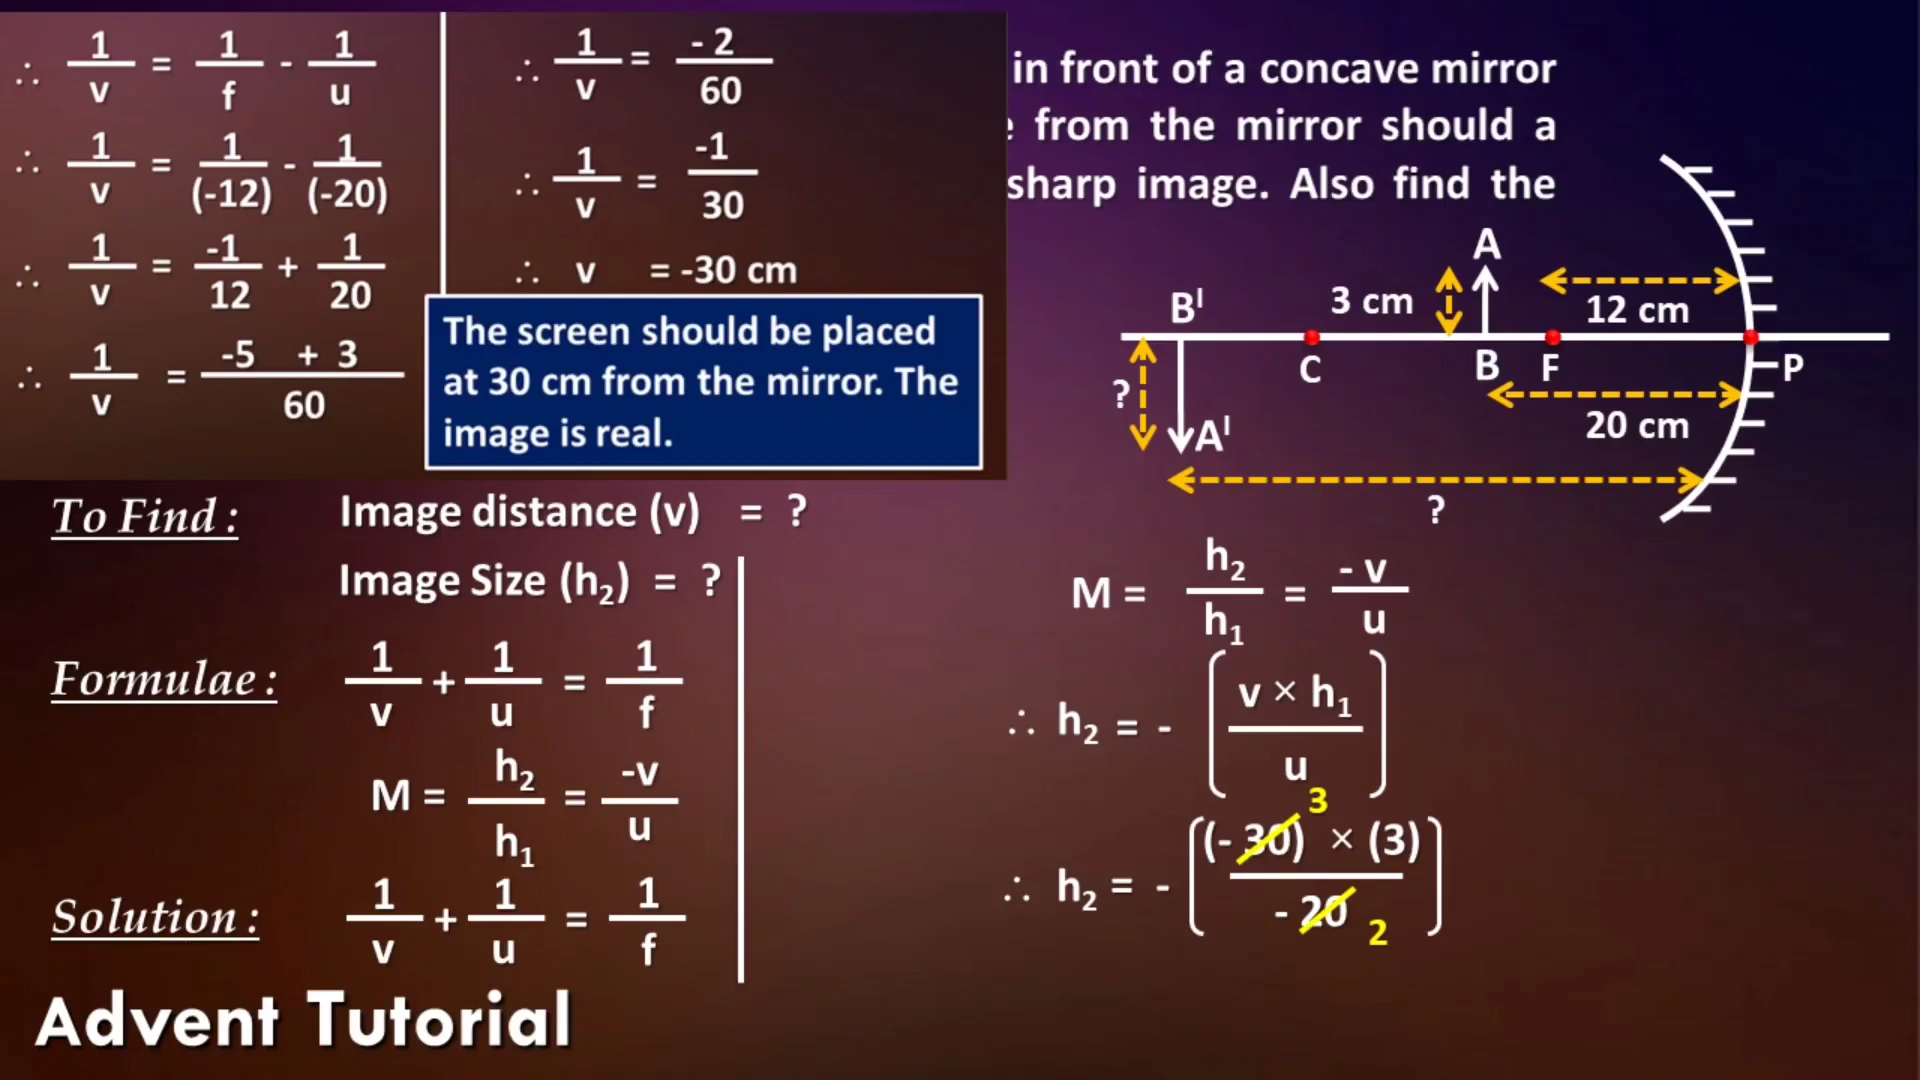 ∴ 1/v = 1/f - 1/u
∴ 1/v = 1/(-12) - 1/(-20)
∴ 1/v = -1/12 + 1/20
∴ 1/v = -5 + 3/60
∴ 1/v = -2/60
∴ 1/v = -1/30
∴ v = -30 cm
The screen should be placed
at 30 cm from the mirror. The
image is real.
in front of a concave mirror
from the mirror should a
sharp image. Also find the
A
3 cm
12 cm
Bᴵ
C
B
F
P
20 cm
?
Aᴵ
?
To Find :
Image distance (v) = ?
Image Size (h₂) = ?
Formulae :
1/v + 1/u = 1/f
M = h₂/h₁ = -v/u
Solution :
1/v + 1/u = 1/f
M = h₂/h₁ = -v/u
∴ h₂ = - (v × h₁/u)
3
∴ h₂ = - ((-30) × (3)/-20)
2
Advent Tutorial